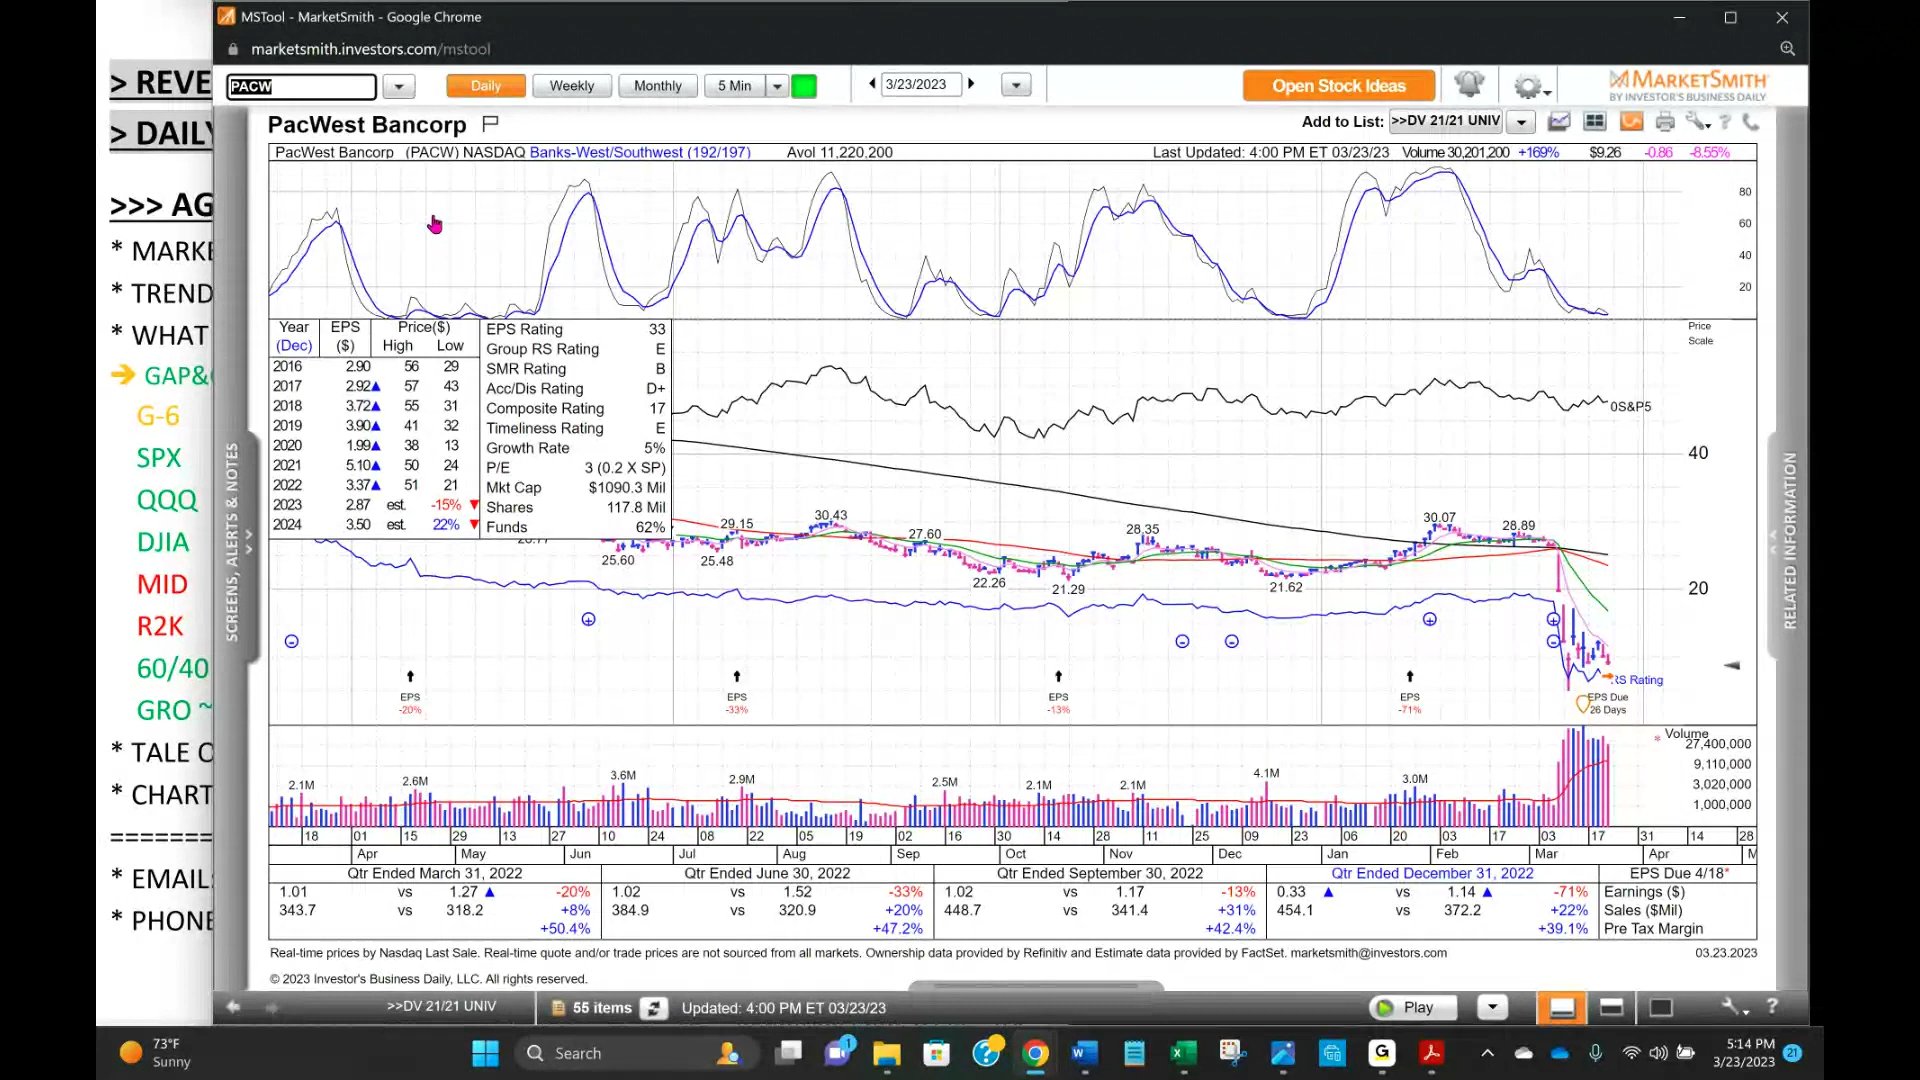 MSTool - MarketSmith - Google Chrome
marketsmith.investors.com/mstool
PACW
Daily
Weekly
Monthly
5 Min
3/23/2023
Open Stock Ideas
MARKETSMITH
BY INVESTOR'S BUSINESS DAILY
> REVE
> DAILY
>>> AG
* MARKE
* TREND
* WHAT
GAP&
G-6
SPX
QQQ
DJIA
MID
R2K
60/40
GRO ~
* TALE O
* CHART
* EMAIL
* PHONE
SCREENS, ALERTS & NOTES
RELATED INFORMATION
PacWest Bancorp
Add to List: >>DV 21/21 UNIV
PacWest Bancorp (PACW) NASDAQ Banks-West/Southwest (192/197) Avol 11,220,200 Last Updated: 4:00 PM ET 03/23/23 Volume 30,201,200 +169% $9.26 -0.86 -8.55%
80
60
40
20
Year EPS Price($)
(Dec) ($) High Low
2016 2.90 56 29
2017 2.92 57 43
2018 3.72 55 31
2019 3.90 41 32
2020 1.99 38 13
2021 5.10 50 24
2022 3.37 51 21
2023 2.87 est. -15%
2024 3.50 est. 22%
EPS Rating 33
Group RS Rating E
SMR Rating B
Acc/Dis Rating D+
Composite Rating 17
Timeliness Rating E
Growth Rate 5%
P/E 3 (0.2 X SP)
Mkt Cap $1090.3 Mil
Shares 117.8 Mil
Funds 62%
Price
Scale
0S&P5
40
20
25.60
25.48
29.15
30.43
27.60
22.26
21.29
28.35
21.62
30.07
28.89
RS Rating
EPS
-20%
EPS
-33%
EPS
-13%
EPS
-71%
EPS Due
26 Days
Volume
27,400,000
9,110,000
3,020,000
1,000,000
2.1M 2.6M 3.6M 2.9M 2.5M 2.1M 2.1M 4.1M 3.0M
18 01 15 29 13 27 10 24 08 22 05 19 02 16 30 14 28 11 25 09 23 06 20 03 17 03 17 31 14 28
Apr May Jun Jul Aug Sep Oct Nov Dec Jan Feb Mar Apr M
Qtr Ended March 31, 2022 Qtr Ended June 30, 2022 Qtr Ended September 30, 2022 Qtr Ended December 31, 2022 EPS Due 4/18*
1.01 vs 1.27 -20% 1.02 vs 1.52 -33% 1.02 vs 1.17 -13% 0.33 vs 1.14 -71% Earnings ($)
343.7 vs 318.2 +8% 384.9 vs 320.9 +20% 448.7 vs 341.4 +31% 454.1 vs 372.2 +22% Sales ($Mil)
+50.4% +47.2% +42.4% +39.1% Pre Tax Margin
Real-time prices by Nasdaq Last Sale. Real-time quote and/or trade prices are not sourced from all markets. Ownership data provided by Refinitiv and Estimate data provided by FactSet. marketsmith@investors.com 03.23.2023
© 2023 Investor's Business Daily, LLC. All rights reserved.
>>DV 21/21 UNIV
55 items
Updated: 4:00 PM ET 03/23/23
Play
73°F
Sunny
Search
1
5:14 PM
3/23/2023
21